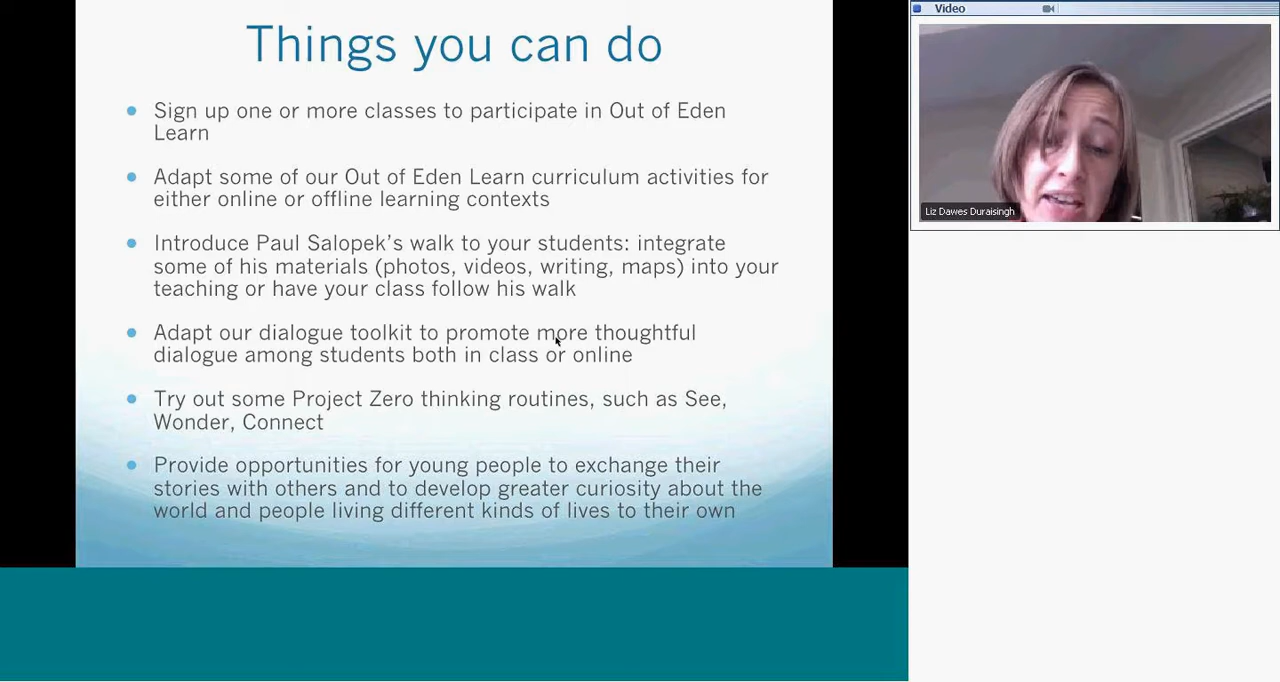 Things you can do
Sign up one or more classes to participate in Out of Eden
Learn
Adapt some of our Out of Eden Learn curriculum activities for
either online or offline learning contexts
Introduce Paul Salopek's walk to your students: integrate
some of his materials (photos, videos, writing, maps) into your
teaching or have your class follow his walk
Adapt our dialogue toolkit to promote more thoughtful
dialogue among students both in class or online
Try out some Project Zero thinking routines, such as See,
Wonder, Connect
Provide opportunities for young people to exchange their
stories with others and to develop greater curiosity about the
world and people living different kinds of lives to their own
Video
Liz Dawes Duraisingh